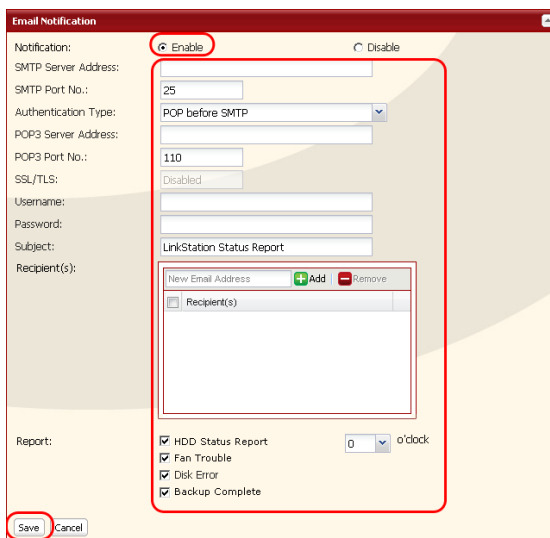 Email Notification
Notification: Enable Disable
SMTP Server Address:
SMTP Port No.: 25
Authentication Type: POP before SMTP
POP3 Server Address:
POP3 Port No.: 110
SSL/TLS: Disabled
Username:
Password:
Subject: LinkStation Status Report
Recipient(s): New Email Address Add Remove
Recipient(s)
Report: HDD Status Report 0 o'clock
Fan Trouble
Disk Error
Backup Complete
Save Cancel